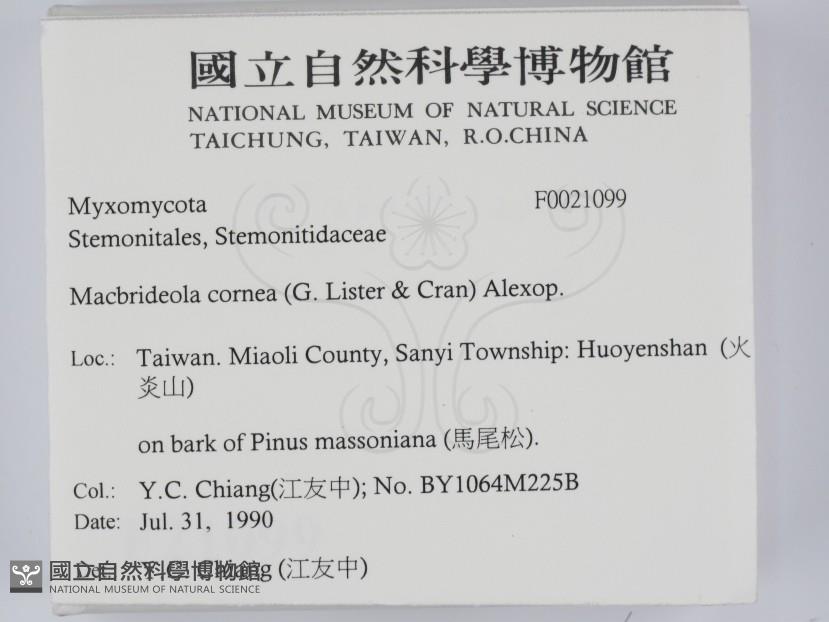 國立自然科學博物館
NATIONAL MUSEUM OF NATURAL SCIENCE
TAICHUNG, TAIWAN, R.O.CHINA
Myxomycota F0021099
Stemonitales, Stemonitidaceae
Macbrideola cornea (G. Lister & Cran) Alexop.
Loc.: Taiwan. Miaoli County, Sanyi Township: Huoyenshan (火
炎山)
on bark of Pinus massoniana (馬尾松).
Col.: Y.C. Chiang(江友中); No. BY1064M225B
Date: Jul. 31, 1990
(江友中)
國立自然科學博物館
NATIONAL MUSEUM OF NATURAL SCIENCE